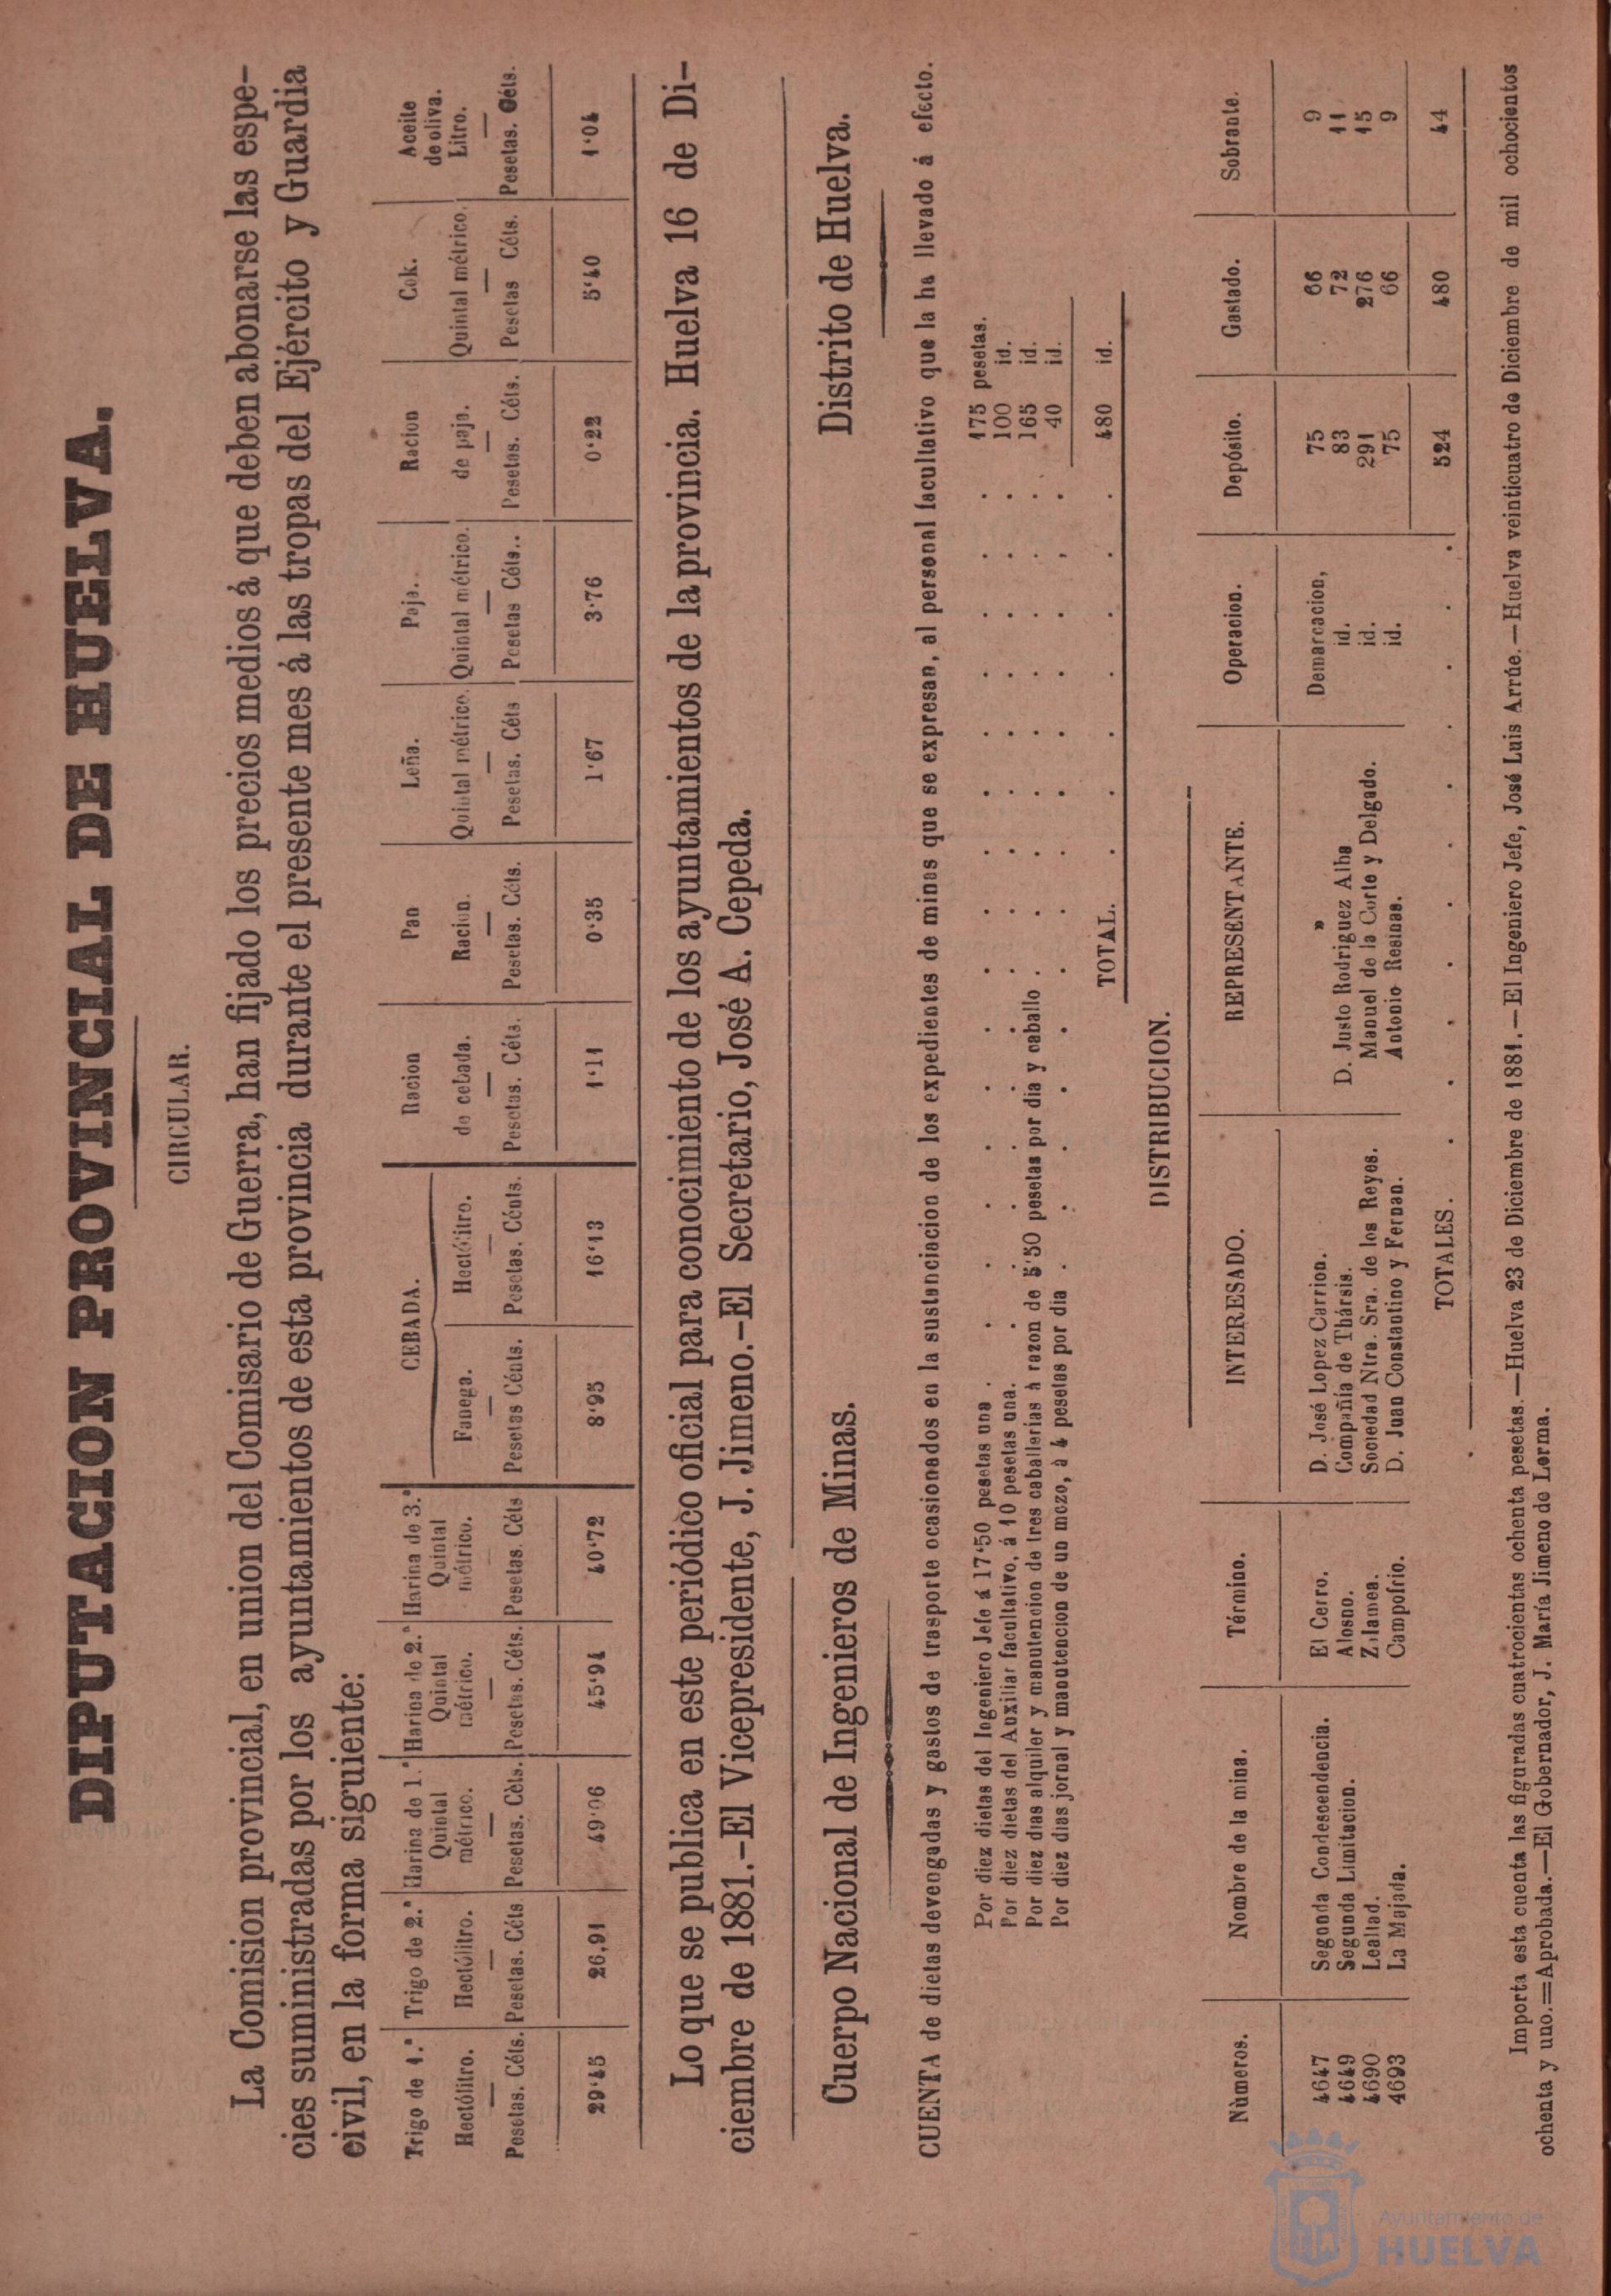 DIPUTACION PROVINCIAL DE HUELVA.
CIRCULAR.
La Comision provincial, en union del Comisario de Guerra, han fijado los precios medios á que deben abonarse las espe-
cies suministradas por los ayuntamientos de esta provincia durante el presente mes á las tropas del Ejército y Guardia
civil, en la forma siguiente:
Trigo de 1.ª Trigo de 2.ª Harina de 1.ª Harina de 2.ª Harina de 3.ª CEBADA. Racion Pan Leña. Paja. Racion Cok. Aceite
Hectólitro. Hectólitro. Quintal métrico. Quintal métrico. Quintal métrico. Fanega. Hectólitro. de cebada. Racion. Quintal métrico. Quintal métrico. de paja. Quintal métrico. de oliva. Litro.
Pesetas. Céts. Pesetas. Céts Pesetas. Céts. Pesetas. Céts. Pesetas. Céts Pesetas Cénts. Pesetas. Cénts. Pesetas. Céts. Pesetas. Céts. Pesetas. Céts Pesetas Céts.. Pesetas. Céts. Pesetas Céts. Pesetas. Céts.
29'45 26,91 49'06 45'94 40'72 8'95 16'13 1'11 0'35 1'67 3'76 0'22 5'40 1'04
Lo que se publica en este periódico oficial para conocimiento de los ayuntamientos de la provincia. Huelva 16 de Di-
ciembre de 1881.-El Vicepresidente, J. Jimeno.-El Secretario, José A. Cepeda.
Cuerpo Nacional de Ingenieros de Minas. Distrito de Huelva.
CUENTA de dietas devengadas y gastos de trasporte ocasionados en la sustanciacion de los expedientes de minas que se expresan, al personal facultativo que la ha llevado á efecto.
Por diez dietas del Ingeniero Jefe á 17'50 pesetas una . . . . . . . . . . . 175 pesetas.
Por diez dietas del Auxiliar facultativo, á 10 pesetas una. . . . . . . . . . . 100 id.
Por diez dias alquiler y manutencion de tres caballerias à razon de 5'50 pesetas por dia y caballo . . . . . . . . 165 id.
Por diez dias jornal y manutencion de un mozo, à 4 pesetas por dia . . . . . . . . . . . 40 id.
TOTAL. . . . . . . . 480 id.
DISTRIBUCION.
Nùmeros. Nombre de la mina. Término. INTERESADO. REPRESENTANTE. Operacion. Depósito. Gastado. Sobrante.
4647 Segunda Condescendencia. El Cerro. D. José Lopez Carrion. » Demarcacion, 75 66 9
4649 Segunda Limitacion. Alosno. Compañía de Thársis. D. Justo Rodriguez Alba id. 83 72 11
4690 Leallad. Zalamea. Sociedad Ntra. Sra. de los Reyes. Manuel de la Corte y Delgado. id. 291 276 15
4693 La Majada. Campofrio. D. Juan Constantino y Fernan. Antonio Resinas. id. 75 66 9
TOTALES. . . . . . . . . . . . 524 480 44
Importa esta cuenta las figuradas cuatrocientas ochenta pesetas.—Huelva 23 de Diciembre de 1881.—El Ingeniero Jefe, José Luis Arrúe.—Huelva veinticuatro de Diciembre de mil ochocientos
ochenta y uno.=Aprobada.—El Gobernador, J. María Jimeno de Lerma.
Ayuntamiento de
HUELVA